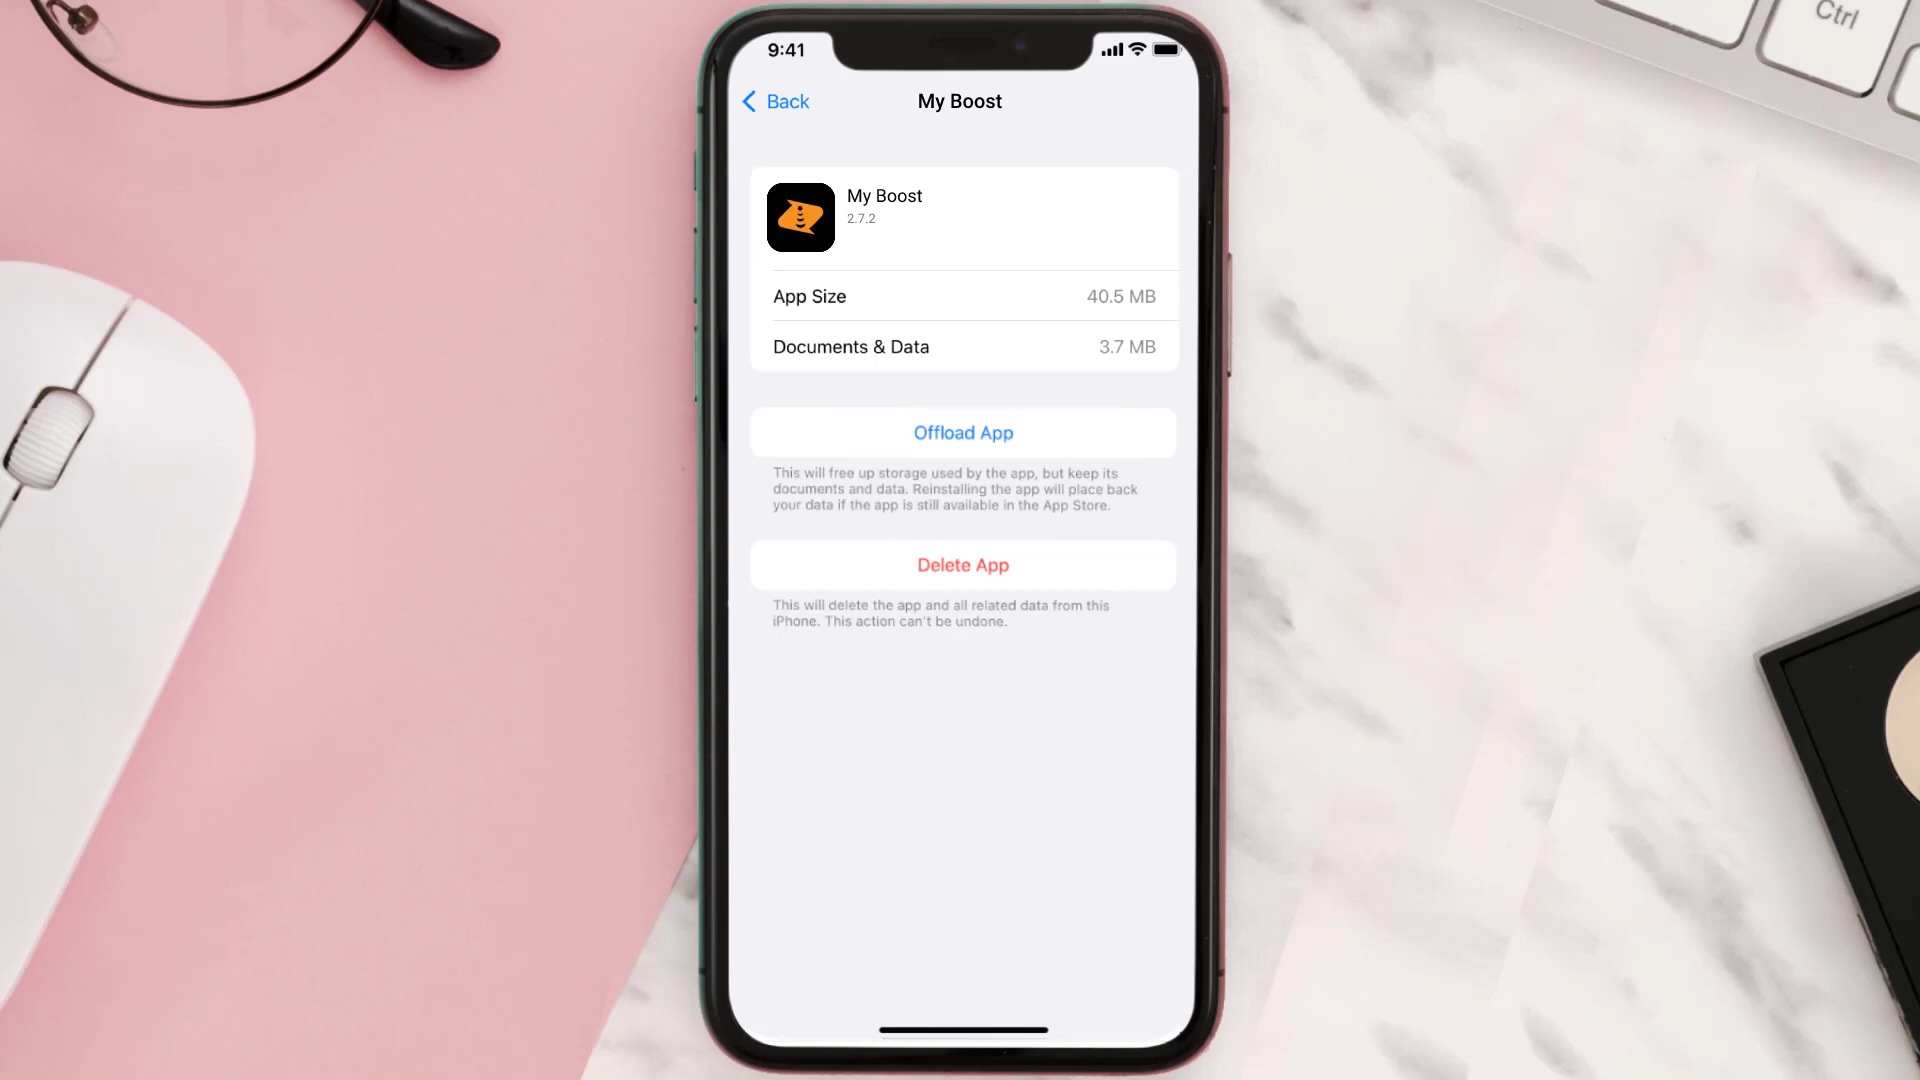 Ctrl
9:41
Back
My Boost
My Boost
2.7.2
App Size 40.5 MB
Documents & Data 3.7 MB
Offload App
This will free up storage used by the app, but keep its
documents and data. Reinstalling the app will place back
your data if the app is still available in the App Store.
Delete App
This will delete the app and all related data from this
iPhone. This action can't be undone.